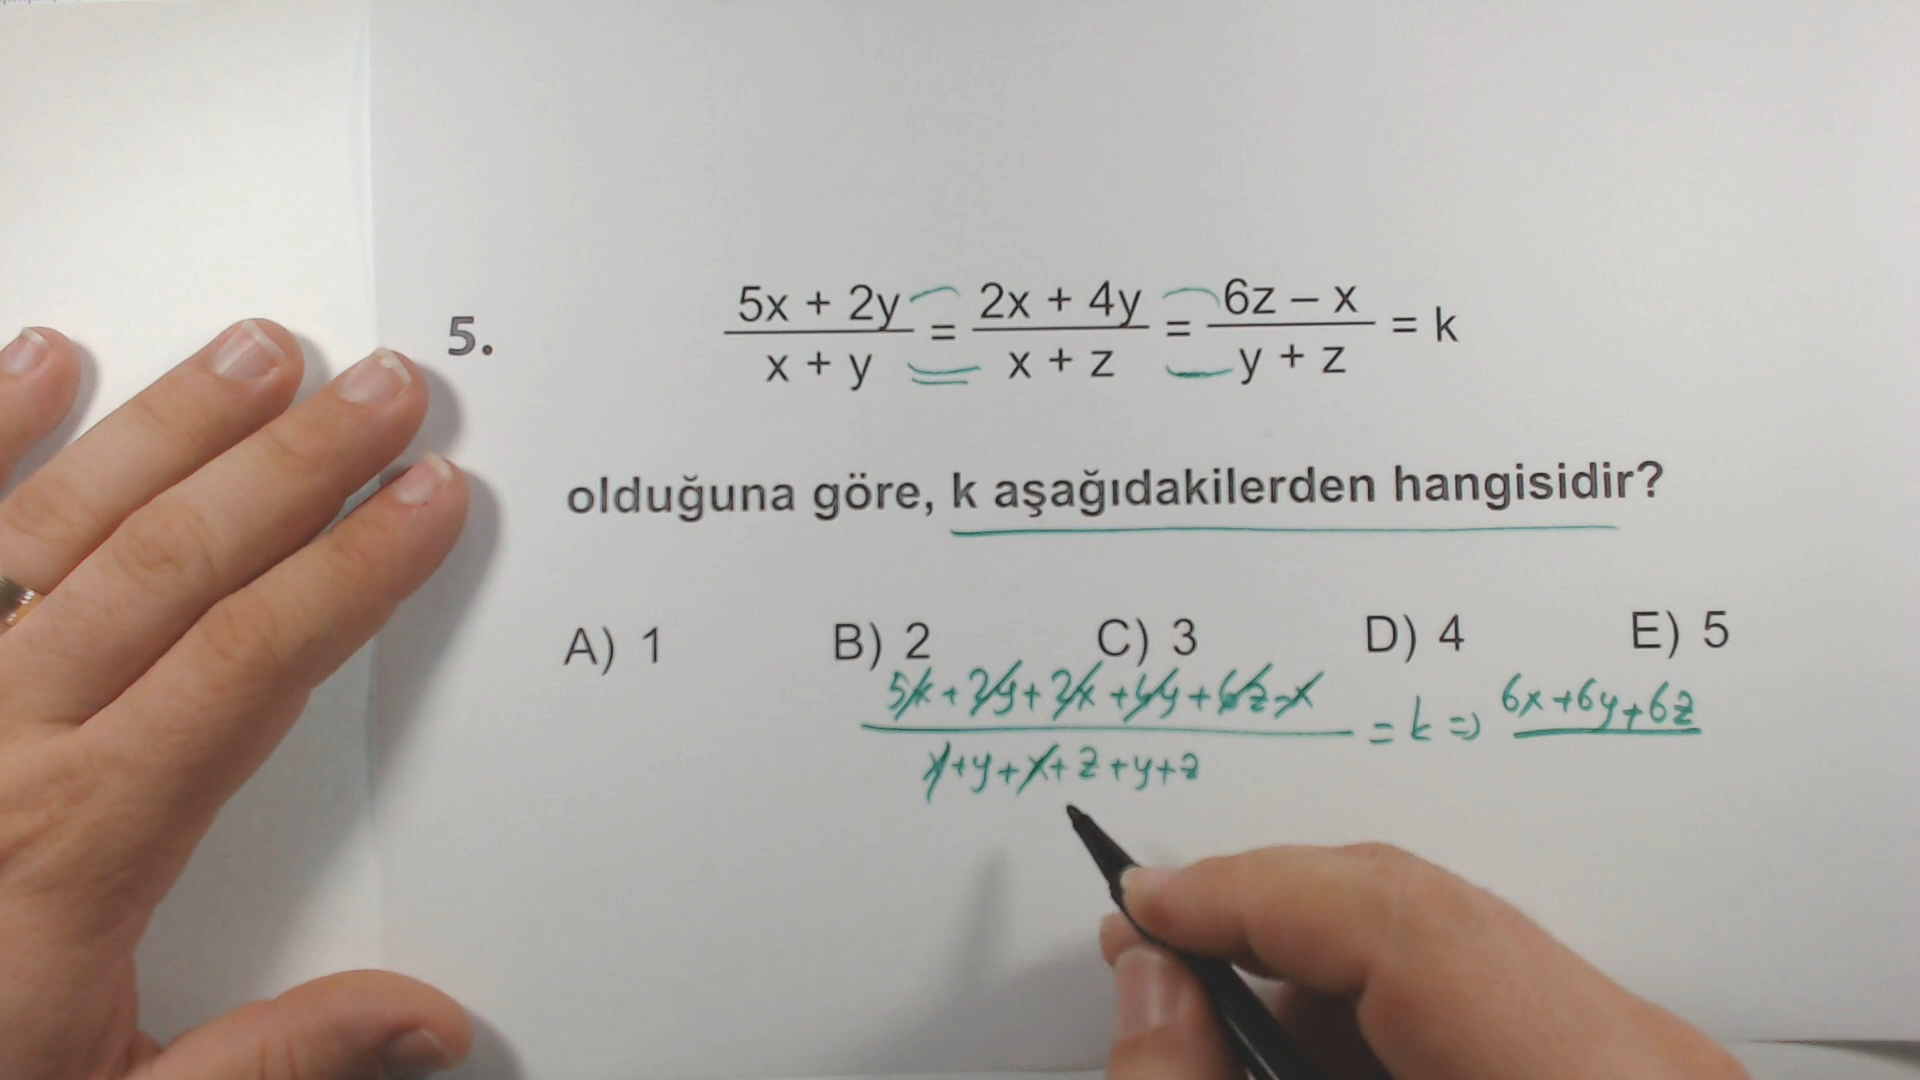 5.
5x + 2y / x + y = 2x + 4y / x + z = 6z – x / y + z = k
olduğuna göre, k aşağıdakilerden hangisidir?
A) 1 B) 2 C) 3 D) 4 E) 5
5x + 2y + 2x + 4y + 6z - x / x + y + x + z + y + z = k => 6x + 6y + 6z